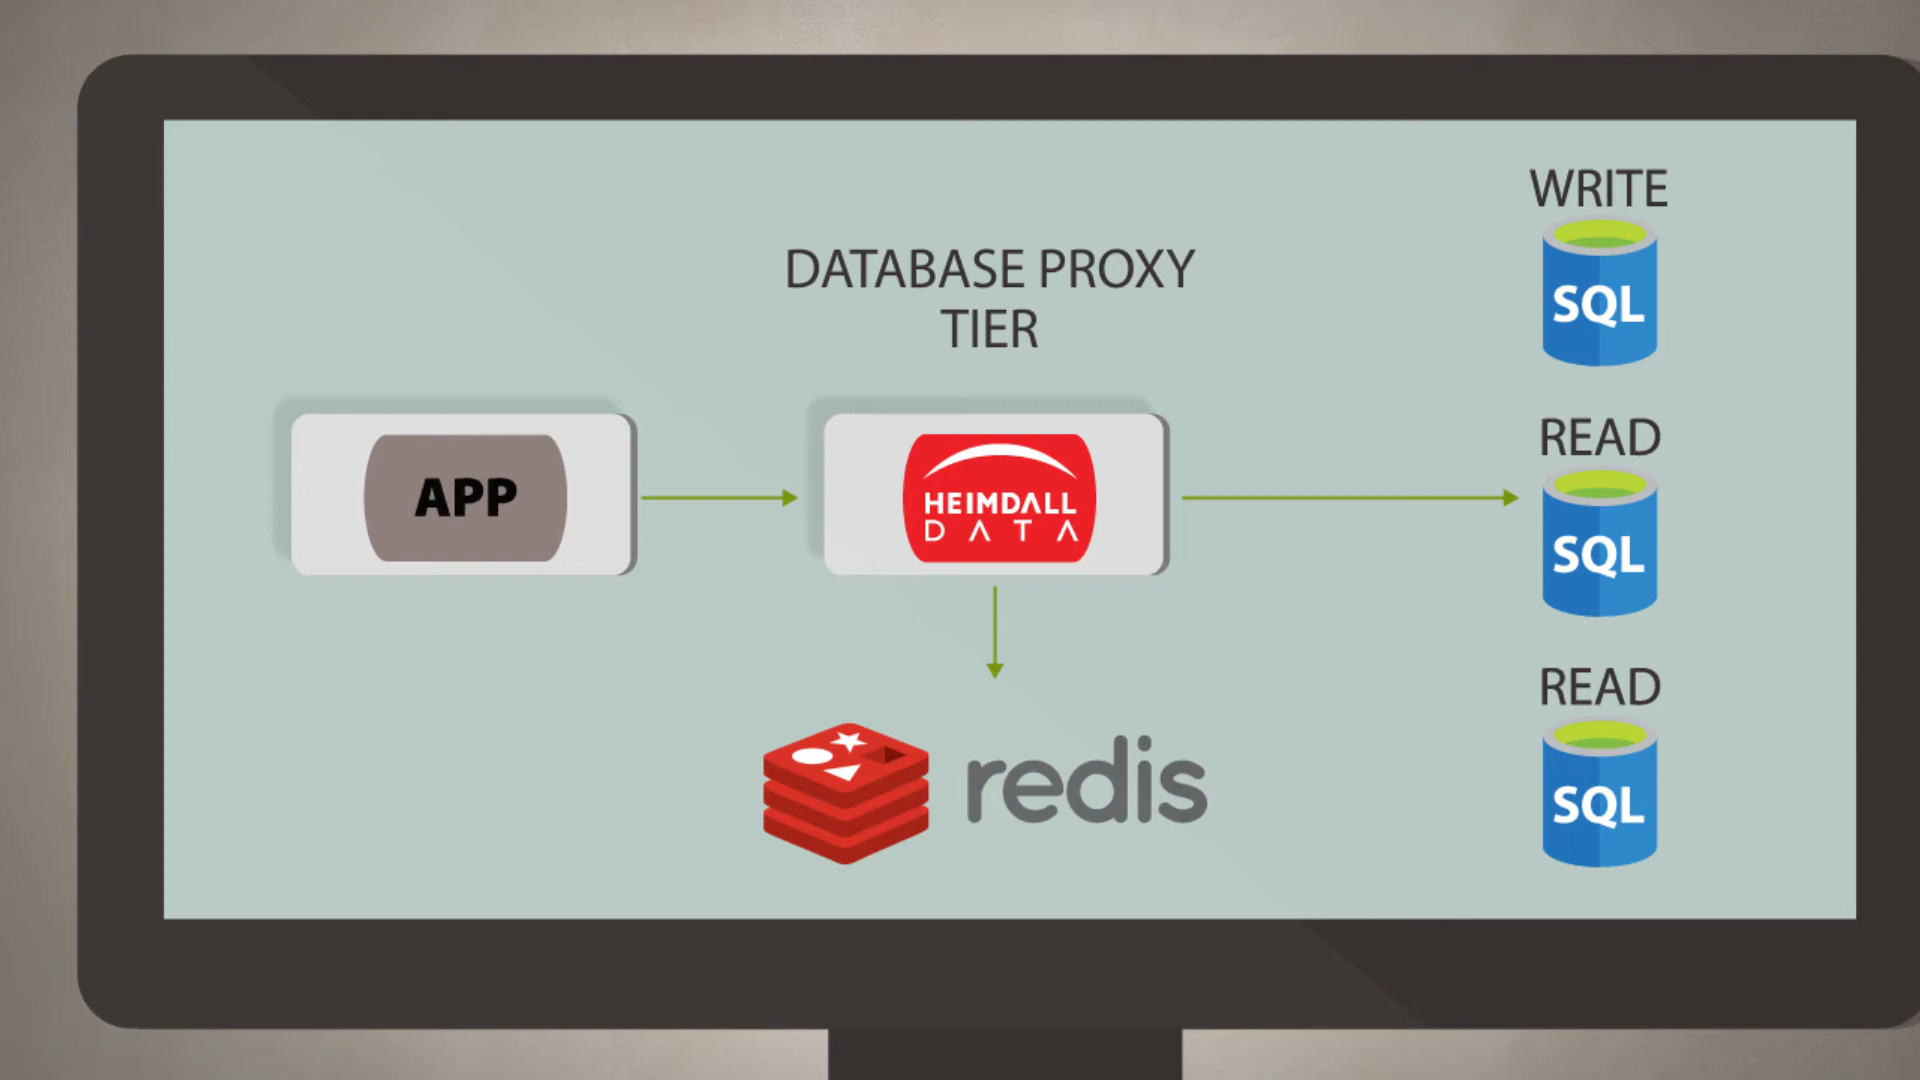 WRITE
SQL
DATABASE PROXY
TIER
READ
SQL
APP
HEIMDALL
DATA
READ
SQL
redis